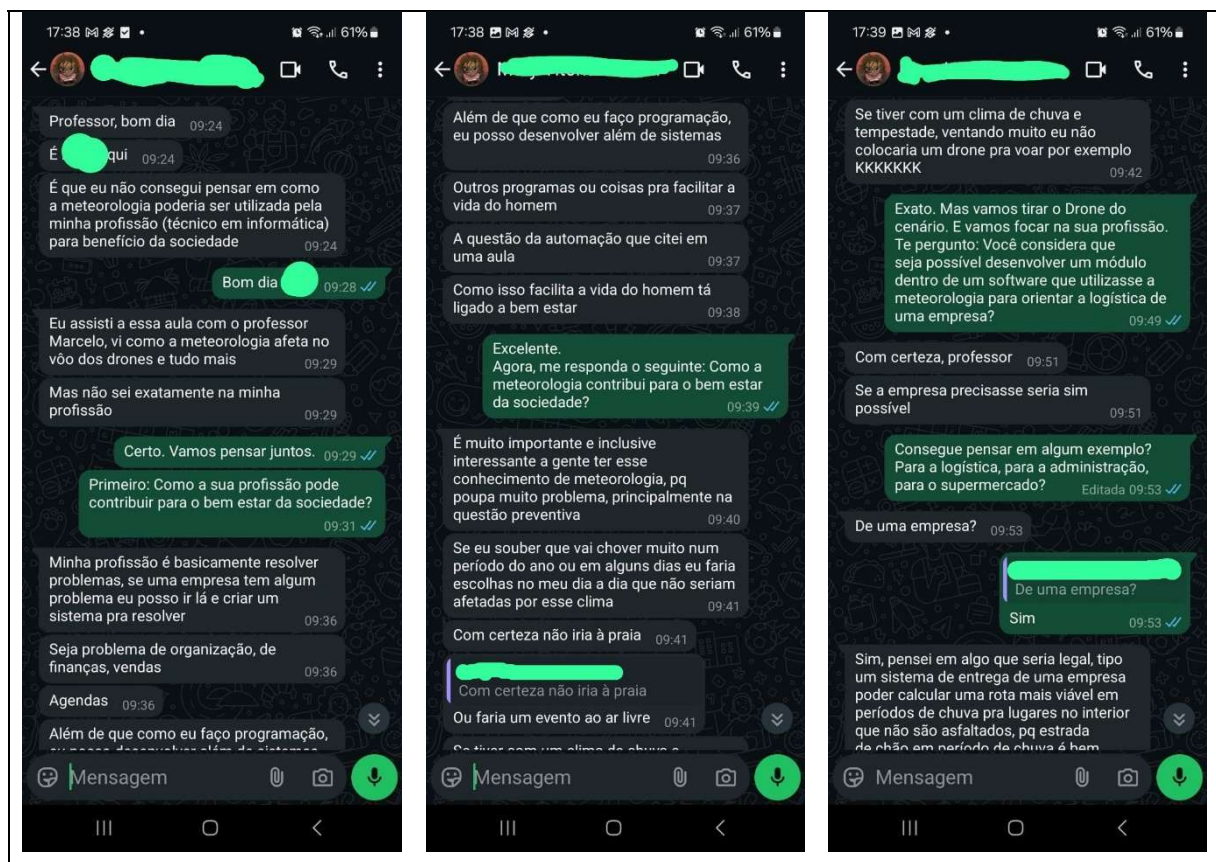 17:38
61%
Professor, bom dia 09:24
É qui 09:24
É que eu não consegui pensar em como
a meteorologia poderia ser utilizada pela
minha profissão (técnico em informática)
para benefício da sociedade 09:24
Bom dia 09:28
Eu assisti a essa aula com o professor
Marcelo, vi como a meteorologia afeta no
vôo dos drones e tudo mais 09:29
Mas não sei exatamente na minha
profissão 09:29
Certo. Vamos pensar juntos. 09:29
Primeiro: Como a sua profissão pode
contribuir para o bem estar da sociedade?
09:31
Minha profissão é basicamente resolver
problemas, se uma empresa tem algum
problema eu posso ir lá e criar um
sistema pra resolver 09:36
Seja problema de organização, de
finanças, vendas 09:36
Agendas 09:36
Além de que como eu faço programação,
eu posso desenvolver além de sistemas
Mensagem
17:38
61%
Além de que como eu faço programação,
eu posso desenvolver além de sistemas
09:36
Outros programas ou coisas pra facilitar a
vida do homem 09:37
A questão da automação que citei em
uma aula 09:37
Como isso facilita a vida do homem tá
ligado a bem estar 09:38
Excelente.
Agora, me responda o seguinte: Como a
meteorologia contribui para o bem estar
da sociedade? 09:39
É muito importante e inclusive
interessante a gente ter esse
conhecimento de meteorologia, pq
poupa muito problema, principalmente na
questão preventiva 09:40
Se eu souber que vai chover muito num
período do ano ou em alguns dias eu faria
escolhas no meu dia a dia que não seriam
afetadas por esse clima 09:41
Com certeza não iria à praia 09:41
Com certeza não iria à praia
Ou faria um evento ao ar livre 09:41
Se tiver com um clima de chuva e
Mensagem
17:39
61%
Se tiver com um clima de chuva e
tempestade, ventando muito eu não
colocaria um drone pra voar por exemplo
KKKKKKK 09:42
Exato. Mas vamos tirar o Drone do
cenário. E vamos focar na sua profissão.
Te pergunto: Você considera que
seja possível desenvolver um módulo
dentro de um software que utilizasse a
meteorologia para orientar a logística de
uma empresa? 09:49
Com certeza, professor 09:51
Se a empresa precisasse seria sim
possível 09:51
Consegue pensar em algum exemplo?
Para a logística, para a administração,
para o supermercado? Editada 09:53
De uma empresa? 09:53
De uma empresa?
Sim 09:53
Sim, pensei em algo que seria legal, tipo
um sistema de entrega de uma empresa
poder calcular uma rota mais viável em
períodos de chuva pra lugares no interior
que não são asfaltados, pq estrada
de chão em período de chuva é bem
Mensagem